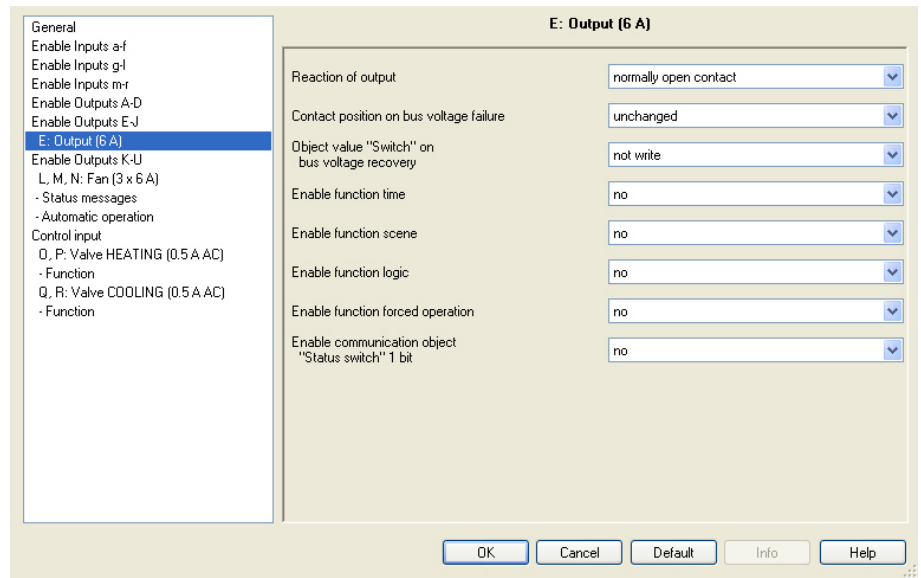 E: Output (6 A)
General
Enable Inputs a-f
Enable Inputs g-l
Enable Inputs m-r
Enable Outputs A-D
Enable Outputs E-J
E: Output (6 A)
Enable Outputs K-U
L, M, N: Fan (3 x 6 A)
- Status messages
- Automatic operation
Control input
O, P: Valve HEATING (0.5 A AC)
- Function
Q, R: Valve COOLING (0.5 A AC)
- Function
Reaction of output normally open contact
Contact position on bus voltage failure unchanged
Object value "Switch" on
bus voltage recovery not write
Enable function time no
Enable function scene no
Enable function logic no
Enable function forced operation no
Enable communication object
"Status switch" 1 bit no
OK Cancel Default Info Help